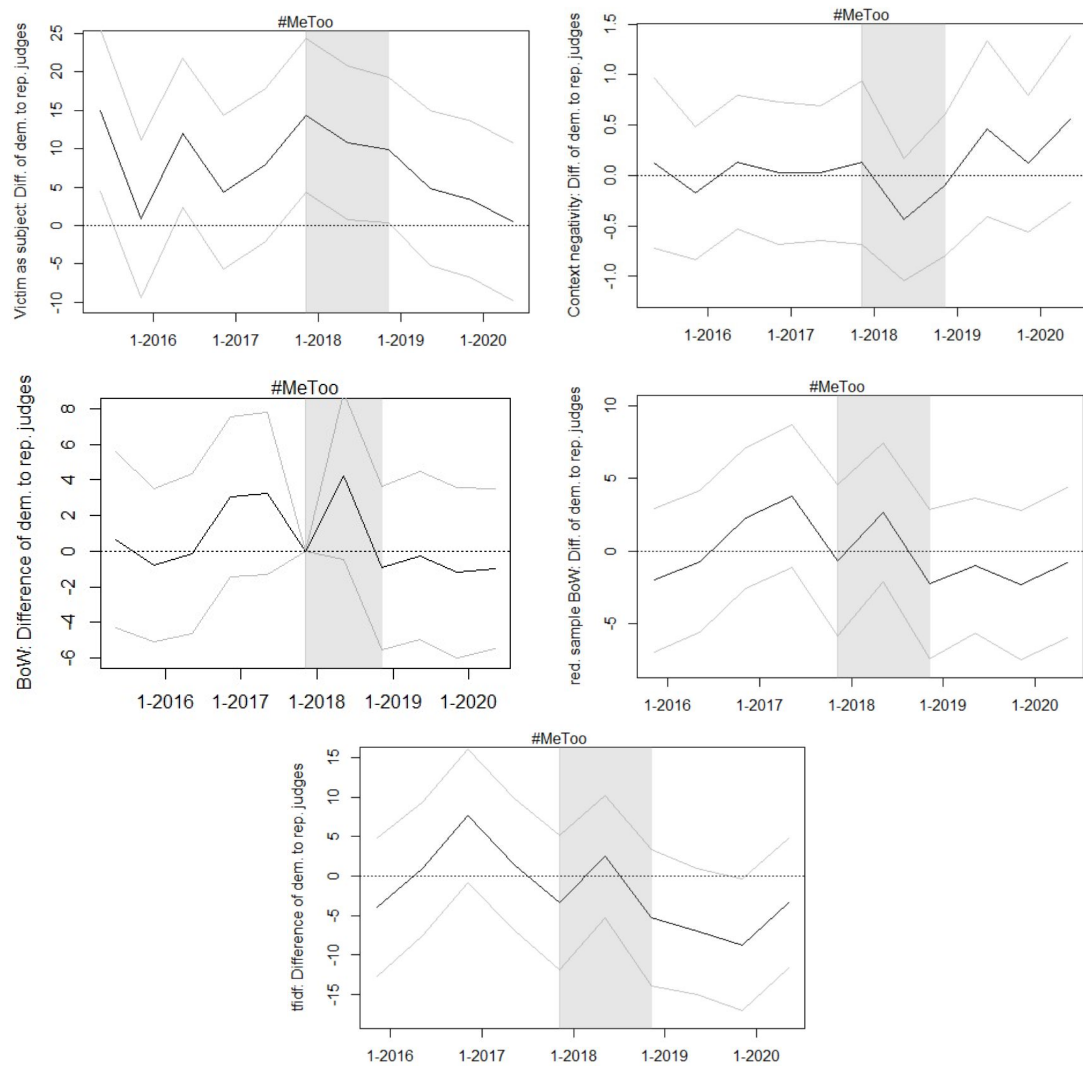 #MeToo
Victim as subject: Diff. of dem. to rep. judges
25
20
15
10
5
0
-5
-10
1-2016 1-2017 1-2018 1-2019 1-2020
#MeToo
Context negativity: Diff. of dem. to rep. judges
1.5
1.0
0.5
0.0
-0.5
-1.0
1-2016 1-2017 1-2018 1-2019 1-2020
#MeToo
BoW: Difference of dem. to rep. judges
8
6
4
2
0
-2
-4
-6
1-2016 1-2017 1-2018 1-2019 1-2020
#MeToo
red. sample BoW: Diff. of dem. to rep. judges
10
5
0
-5
1-2016 1-2017 1-2018 1-2019 1-2020
#MeToo
tfidf: Difference of dem. to rep. judges
15
10
5
0
-5
-10
-15
1-2016 1-2017 1-2018 1-2019 1-2020